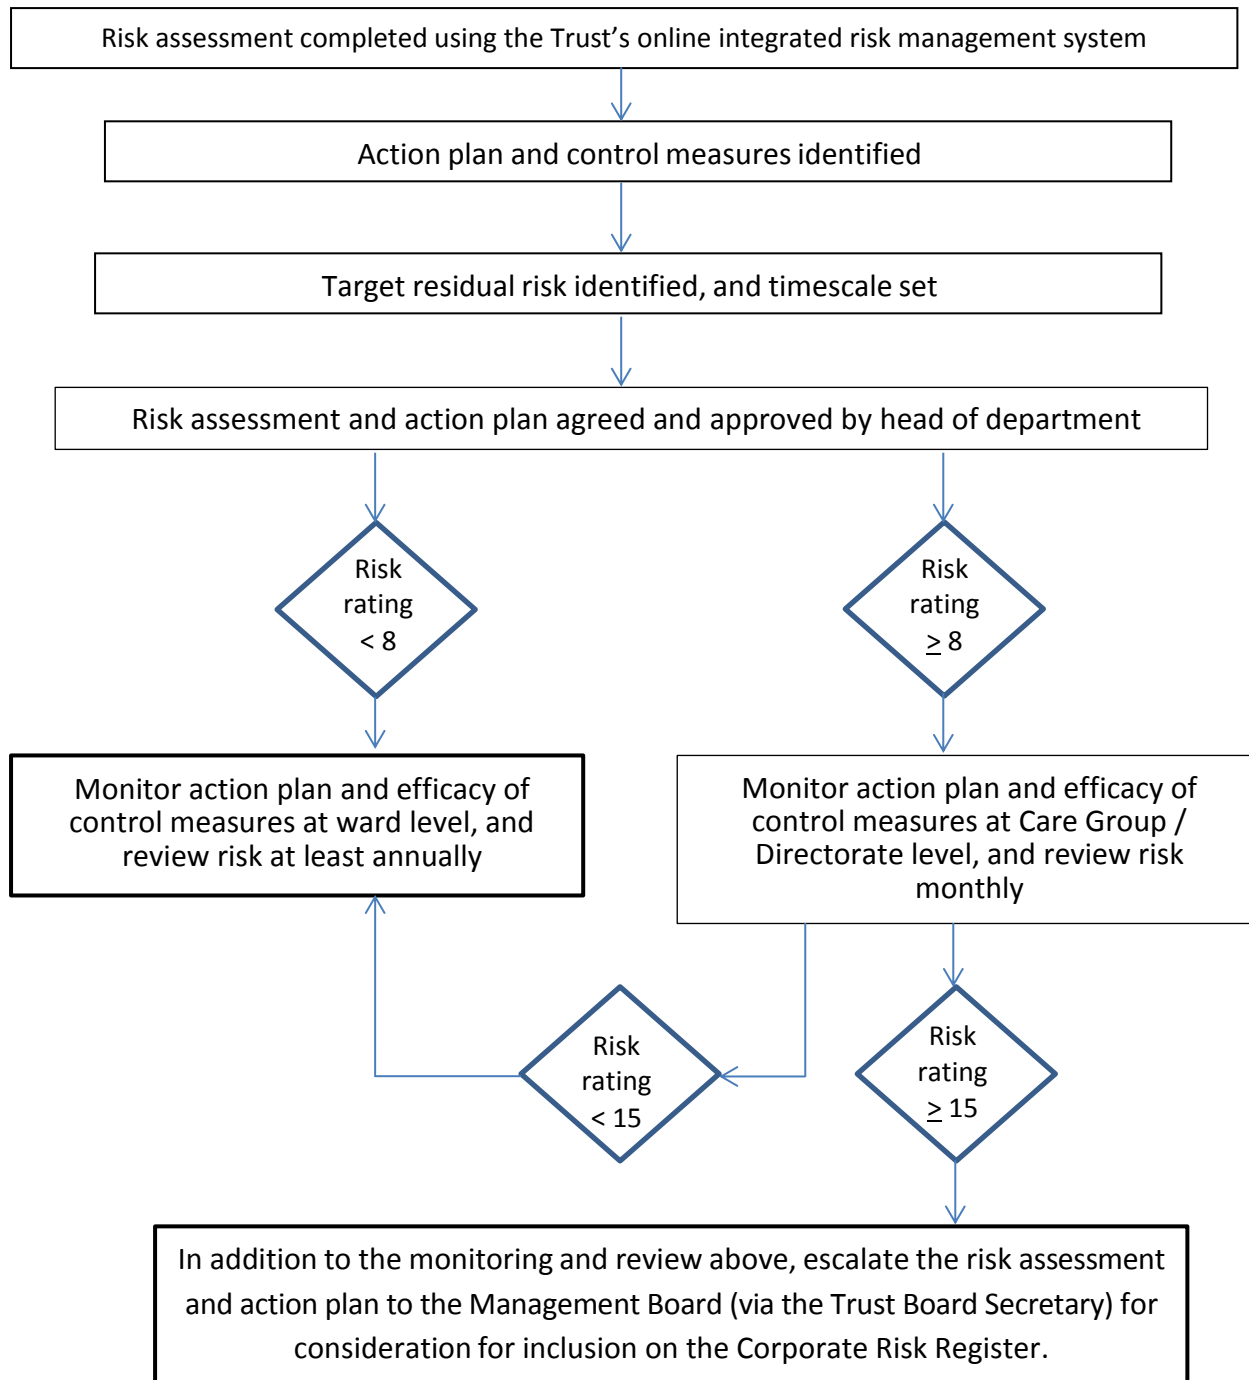 Risk assessment completed using the Trust’s online integrated risk management system
Action plan and control measures identified
Target residual risk identified, and timescale set
Risk assessment and action plan agreed and approved by head of department
Risk
rating
< 8
Risk
rating
≥ 8
Monitor action plan and efficacy of
control measures at ward level, and
review risk at least annually
Monitor action plan and efficacy of
control measures at Care Group /
Directorate level, and review risk
monthly
Risk
rating
< 15
Risk
rating
≥ 15
In addition to the monitoring and review above, escalate the risk assessment
and action plan to the Management Board (via the Trust Board Secretary) for
consideration for inclusion on the Corporate Risk Register.